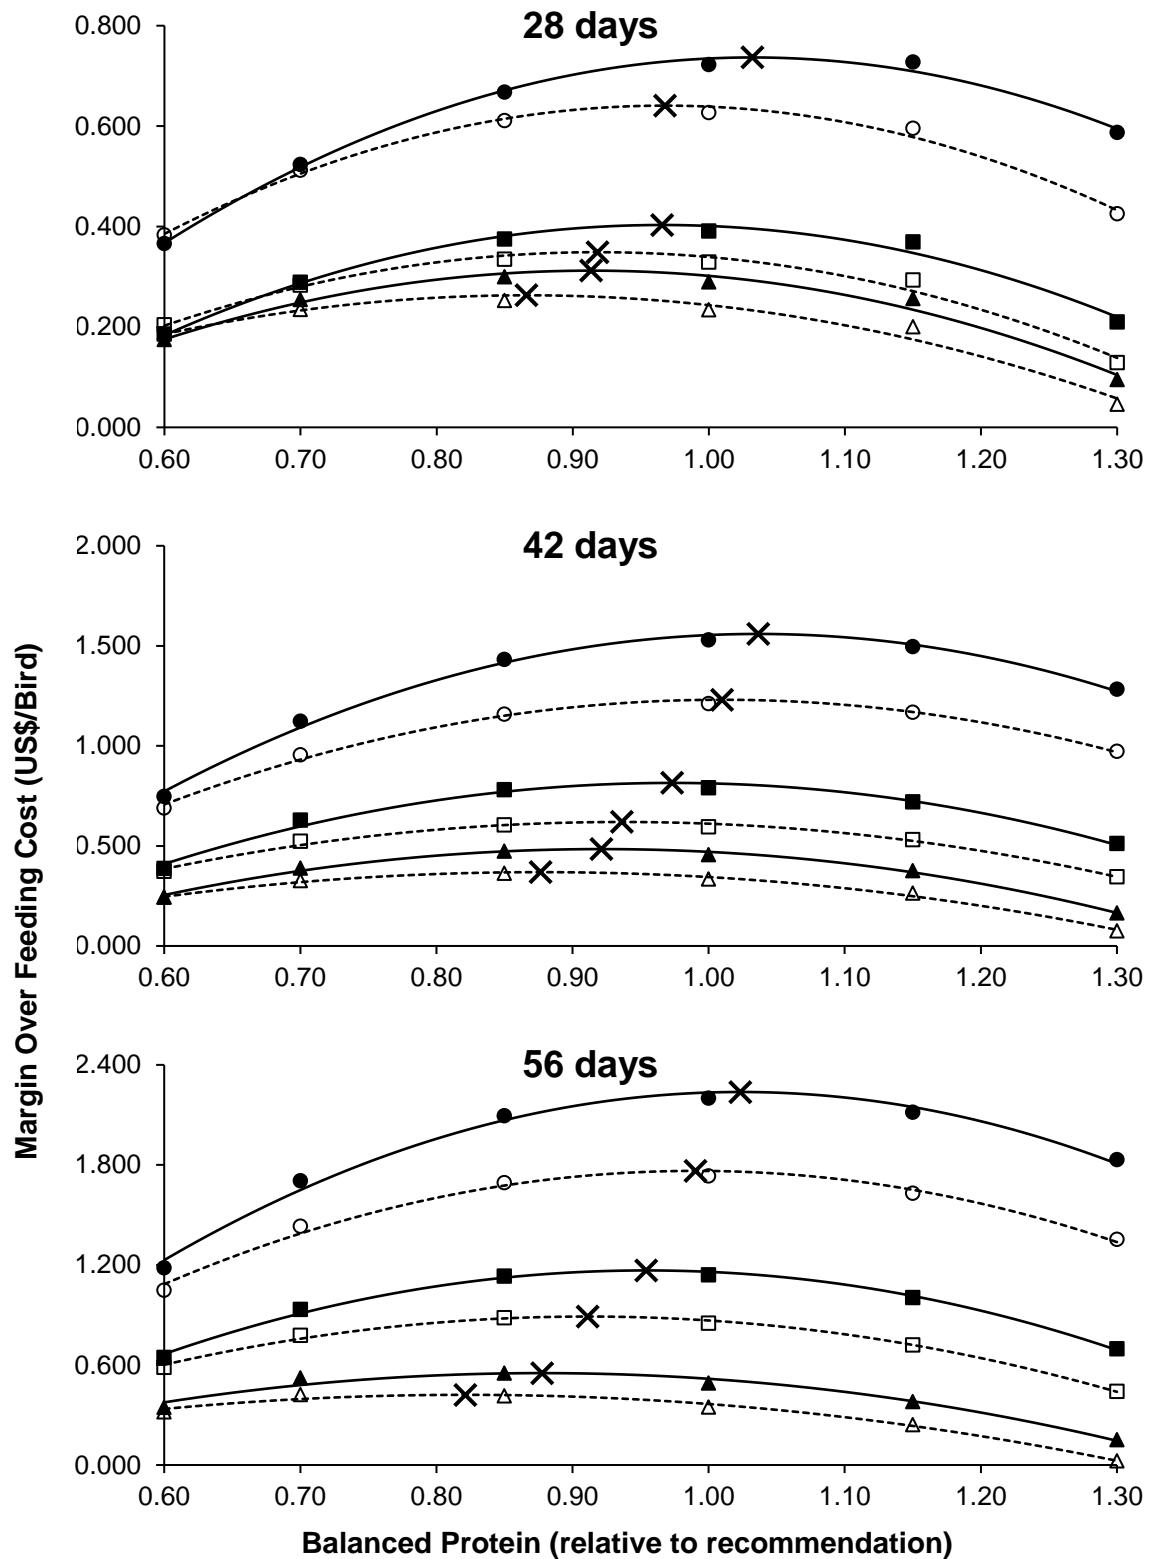 28 days
0.800
0.600
0.400
0.200
0.000
0.60 0.70 0.80 0.90 1.00 1.10 1.20 1.30
42 days
2.000
1.500
1.000
0.500
0.000
0.60 0.70 0.80 0.90 1.00 1.10 1.20 1.30
Margin Over Feeding Cost (US$/Bird)
56 days
2.400
1.800
1.200
0.600
0.000
0.60 0.70 0.80 0.90 1.00 1.10 1.20 1.30
Balanced Protein (relative to recommendation)